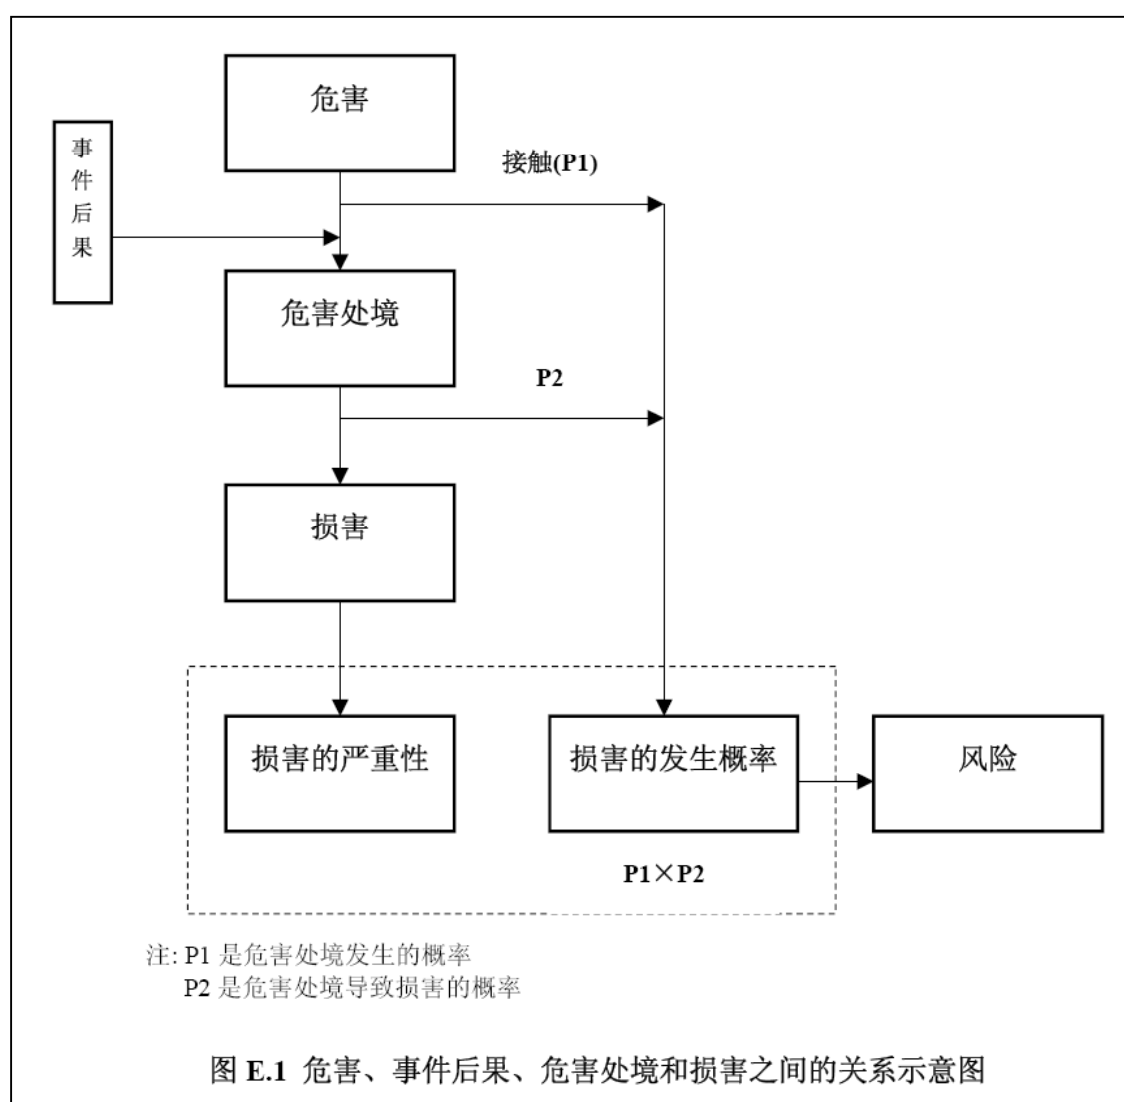 危害
事
件
后
果
接触(P1)
危害处境
P2
损害
损害的严重性
损害的发生概率
风险
P1×P2
注: P1 是危害处境发生的概率
P2 是危害处境导致损害的概率
图 E.1 危害、事件后果、危害处境和损害之间的关系示意图